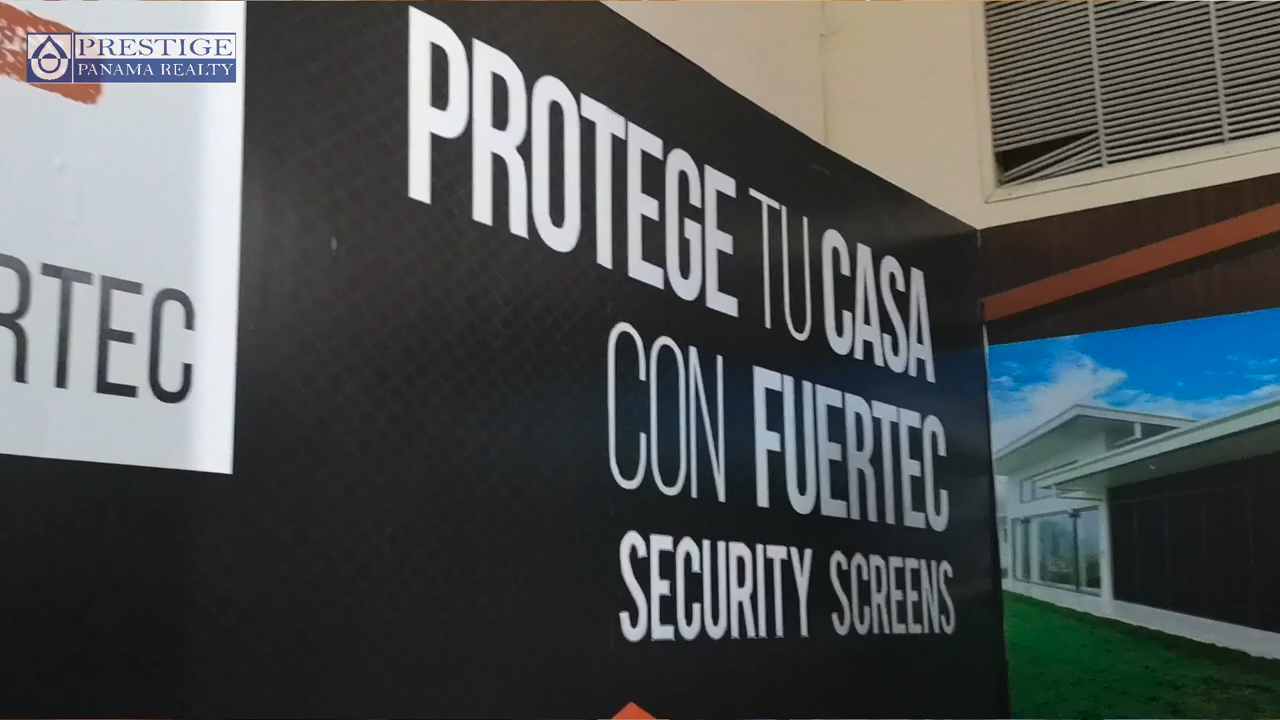 PRESTIGE
PANAMA REALTY
RTEC
PROTEGE TU CASA
CON FUERTEC
SECURITY SCREENS